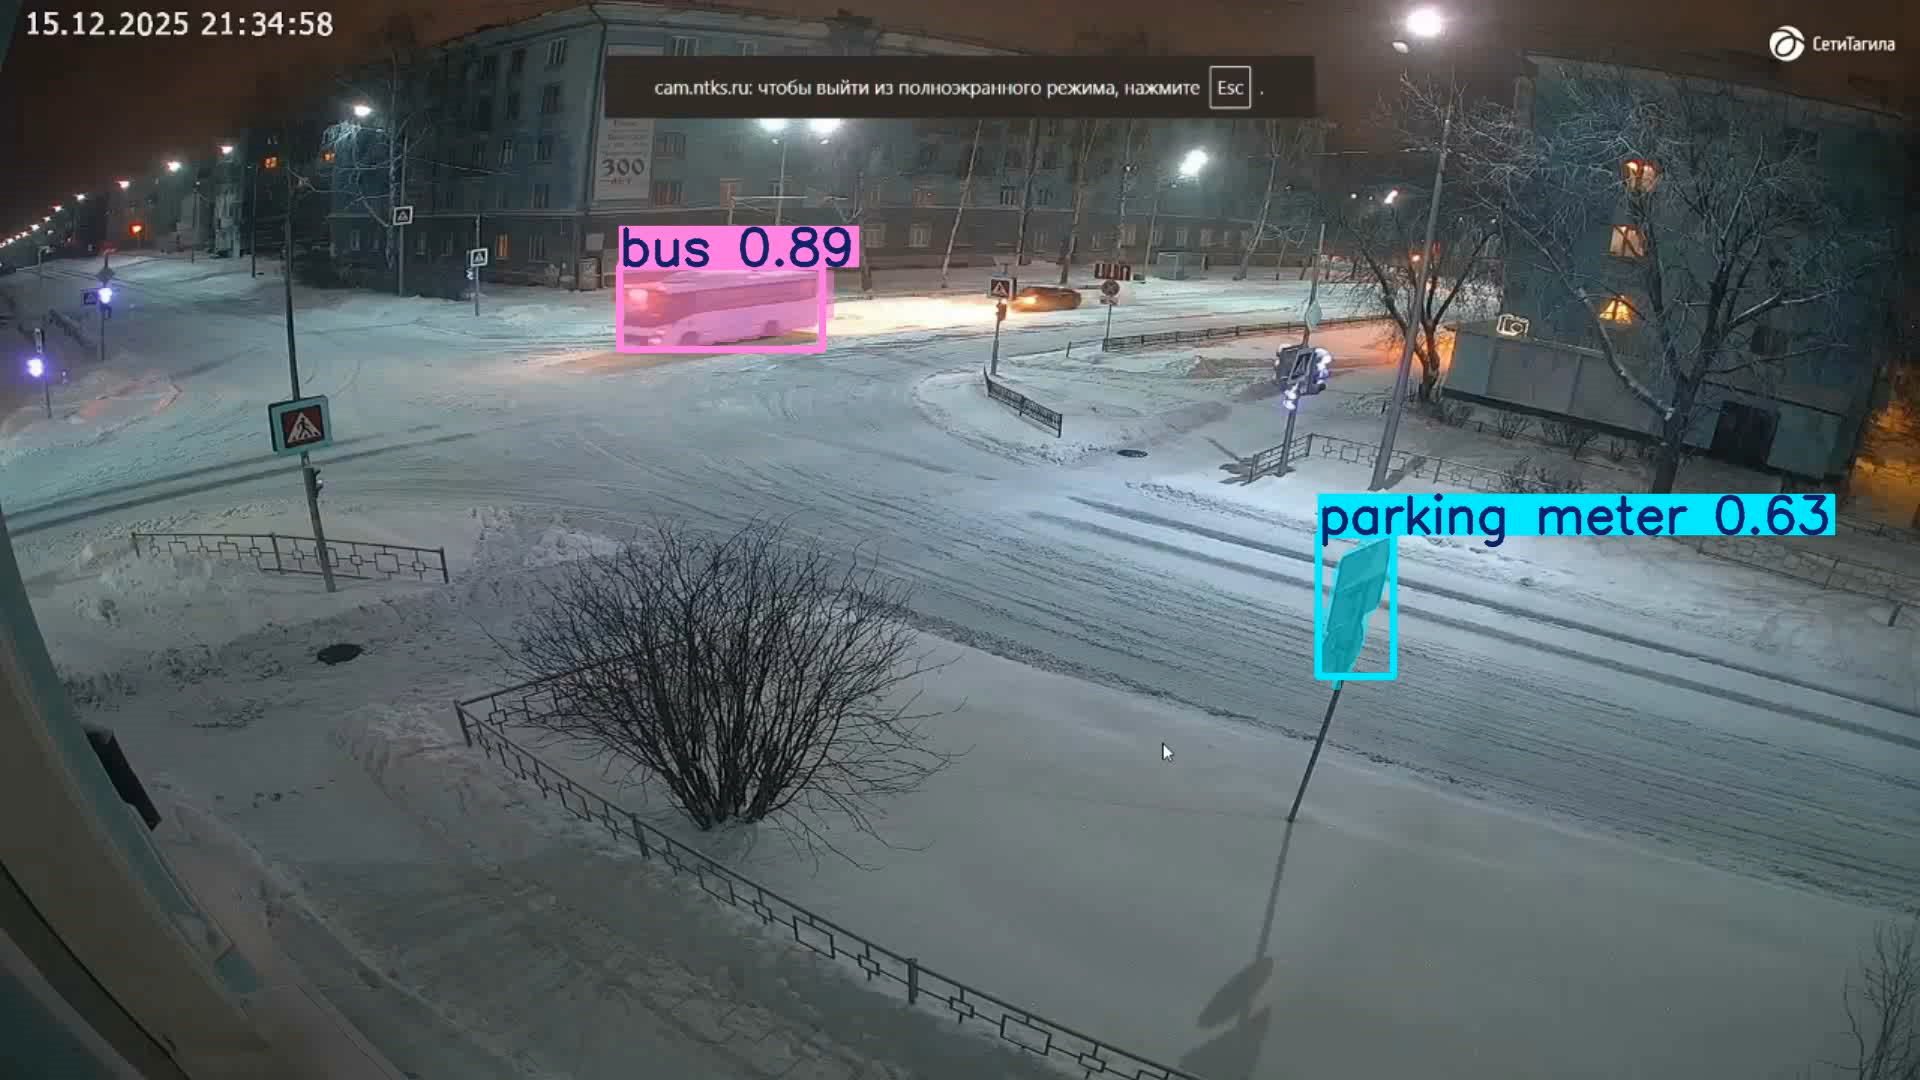 15.12.2025 21:34:58
СетиТагила
cam.ntks.ru: чтобы выйти из полноэкранного режима, нажмите Esc .
300
ЛЕТ
bus 0.89
parking meter 0.63